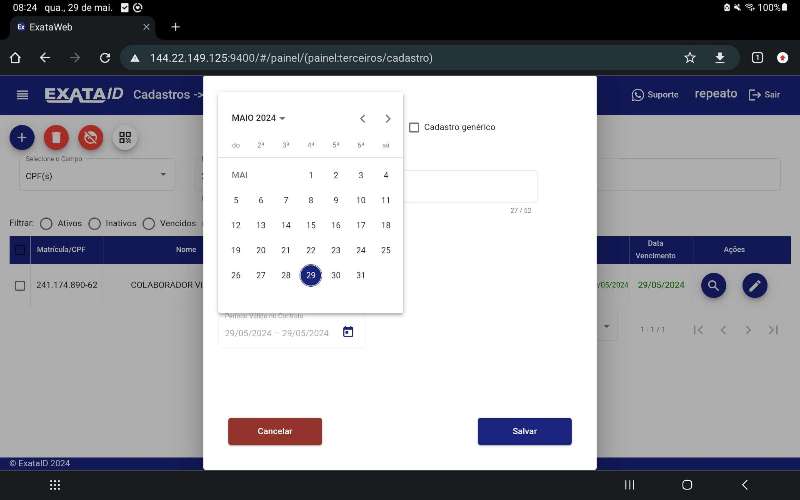 08:24 qua., 29 de mai.
100%
Ex ExataWeb
144.22.149.125:9400/#/painel/(painel:terceiros/cadastro)
1
EXATAID Cadastros ->
Suporte
repeato
Sair
MAIO 2024
Cadastro genérico
do 2ª 3ª 4ª 5ª 6ª sá
MAI 1 2 3 4
5 6 7 8 9 10 11
12 13 14 15 16 17 18
19 20 21 22 23 24 25
26 27 28 29 30 31
Selecione o Campo
CPF(s)
27 / 52
Filtrar: Ativos Inativos Vencidos
Matrícula/CPF Nome Data Vencimento Ações
241.174.890-62 COLABORADOR VI /05/2024 29/05/2024
Período Válido no Contrato
29/05/2024 – 29/05/2024
1 - 1 / 1
Cancelar
Salvar
© ExataID 2024